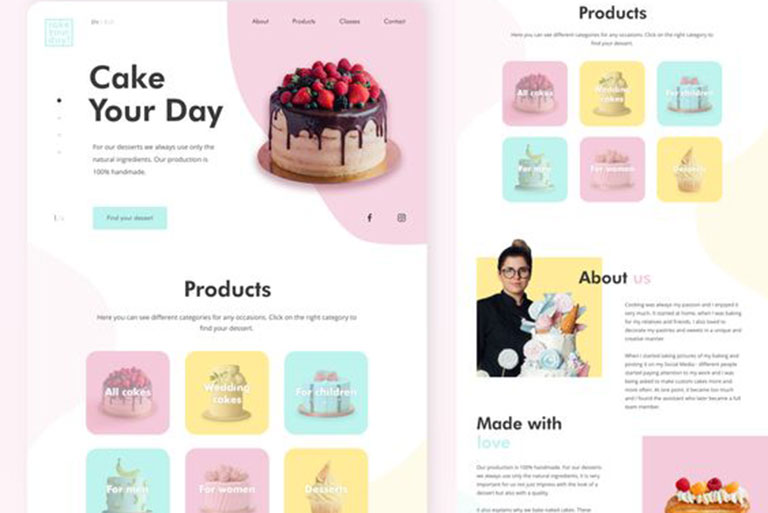 cake your day!
EN
About
Products
Classes
Contact
Cake
Your Day
For our desserts we always use only the
natural ingredients. Our production is
100% handmade.
Find your dessert
Products
Here you can see different categories for any occasions. Click on the right category to
find your dessert.
All cakes
Wedding
cakes
For children
For men
For women
Desserts
Products
Here you can see different categories for any occasions. Click on the right category to
find your dessert.
All cakes
Wedding
cakes
For children
For men
For women
Desserts
About us
Cooking was always my passion and I enjoyed it
very much. It started at home, when I was baking
for my relatives and friends. I also loved to
decorate my pastries and sweets in a unique and
creative manner
When I started taking pictures of my baking and
posting it on my Social Media - different people
started paying attention to my work and I was
being asked to make custom cakes more and
more often. At one point, it became too much
and I found the assistant who later became a full
team member.
Made with
love
Our production is 100% handmade. For our desserts
we always use only the natural ingredients, it is very
important for us not just impress with the look of a
dessert but also with a quality.
It also explains why we bake naked cakes. These